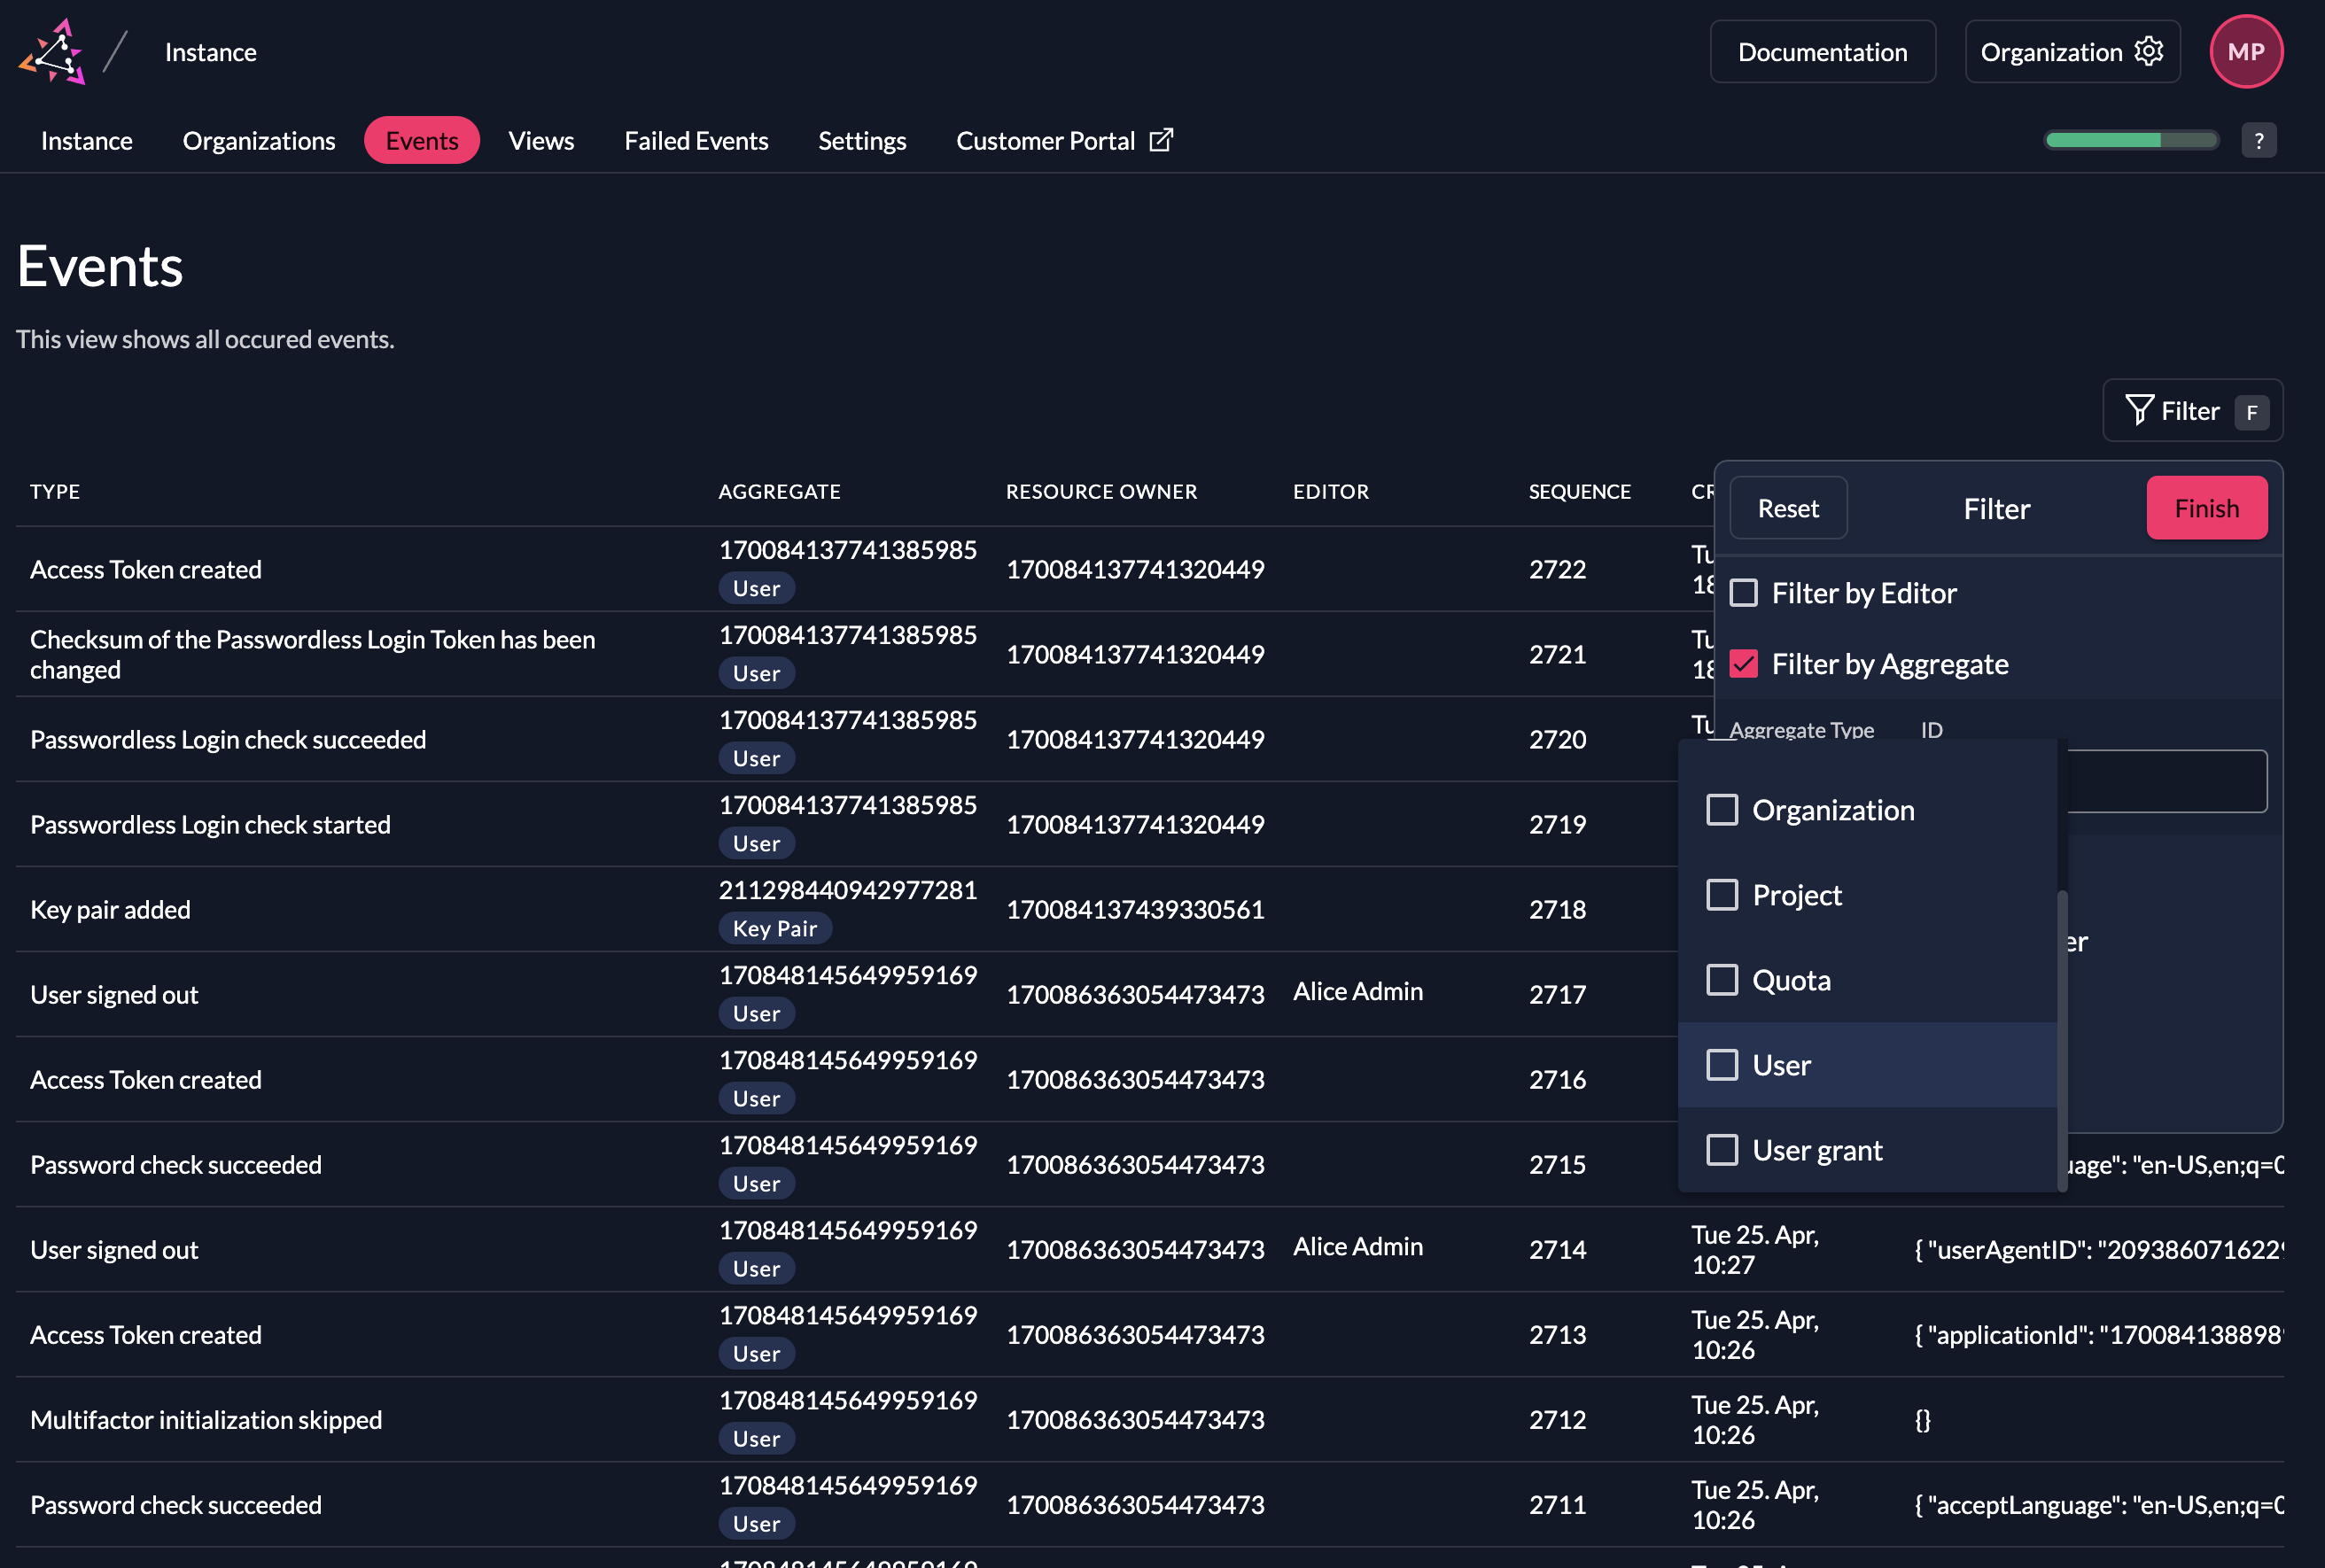 Instance
Documentation
Organization
MP
Instance
Organizations
Events
Views
Failed Events
Settings
Customer Portal
?
Events
This view shows all occured events.
Filter F
TYPE
AGGREGATE
RESOURCE OWNER
EDITOR
SEQUENCE
Reset
Filter
Finish
Filter by Editor
Filter by Aggregate
Aggregate Type
ID
Organization
Project
Quota
User
User grant
Access Token created
170084137741385985
User
170084137741320449
2722
Checksum of the Passwordless Login Token has been
changed
170084137741385985
User
170084137741320449
2721
Passwordless Login check succeeded
170084137741385985
User
170084137741320449
2720
Passwordless Login check started
170084137741385985
User
170084137741320449
2719
Key pair added
211298440942977281
Key Pair
170084137439330561
2718
User signed out
170848145649959169
User
170086363054473473
Alice Admin
2717
Access Token created
170848145649959169
User
170086363054473473
2716
Password check succeeded
170848145649959169
User
170086363054473473
2715
"en-US,en;q=0
User signed out
170848145649959169
User
170086363054473473
Alice Admin
2714
Tue 25. Apr,
10:27
{ "userAgentID": "209386071622
Access Token created
170848145649959169
User
170086363054473473
2713
Tue 25. Apr,
10:26
{ "applicationId": "170084138898
Multifactor initialization skipped
170848145649959169
User
170086363054473473
2712
Tue 25. Apr,
10:26
{}
Password check succeeded
170848145649959169
User
170086363054473473
2711
Tue 25. Apr,
10:26
{ "acceptLanguage": "en-US,en;q=0